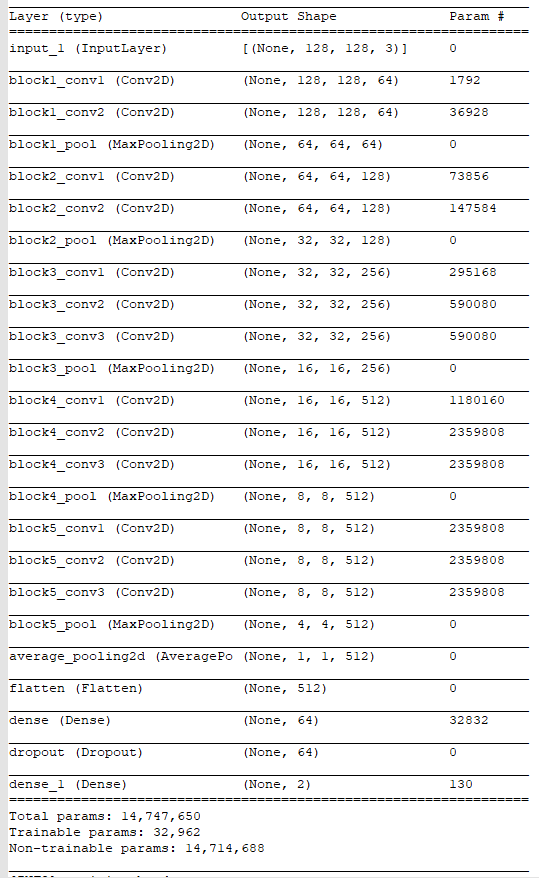 Layer (type) Output Shape Param #
input_1 (InputLayer) [(None, 128, 128, 3)] 0
block1_conv1 (Conv2D) (None, 128, 128, 64) 1792
block1_conv2 (Conv2D) (None, 128, 128, 64) 36928
block1_pool (MaxPooling2D) (None, 64, 64, 64) 0
block2_conv1 (Conv2D) (None, 64, 64, 128) 73856
block2_conv2 (Conv2D) (None, 64, 64, 128) 147584
block2_pool (MaxPooling2D) (None, 32, 32, 128) 0
block3_conv1 (Conv2D) (None, 32, 32, 256) 295168
block3_conv2 (Conv2D) (None, 32, 32, 256) 590080
block3_conv3 (Conv2D) (None, 32, 32, 256) 590080
block3_pool (MaxPooling2D) (None, 16, 16, 256) 0
block4_conv1 (Conv2D) (None, 16, 16, 512) 1180160
block4_conv2 (Conv2D) (None, 16, 16, 512) 2359808
block4_conv3 (Conv2D) (None, 16, 16, 512) 2359808
block4_pool (MaxPooling2D) (None, 8, 8, 512) 0
block5_conv1 (Conv2D) (None, 8, 8, 512) 2359808
block5_conv2 (Conv2D) (None, 8, 8, 512) 2359808
block5_conv3 (Conv2D) (None, 8, 8, 512) 2359808
block5_pool (MaxPooling2D) (None, 4, 4, 512) 0
average_pooling2d (AveragePo (None, 1, 1, 512) 0
flatten (Flatten) (None, 512) 0
dense (Dense) (None, 64) 32832
dropout (Dropout) (None, 64) 0
dense_1 (Dense) (None, 2) 130
Total params: 14,747,650
Trainable params: 32,962
Non-trainable params: 14,714,688